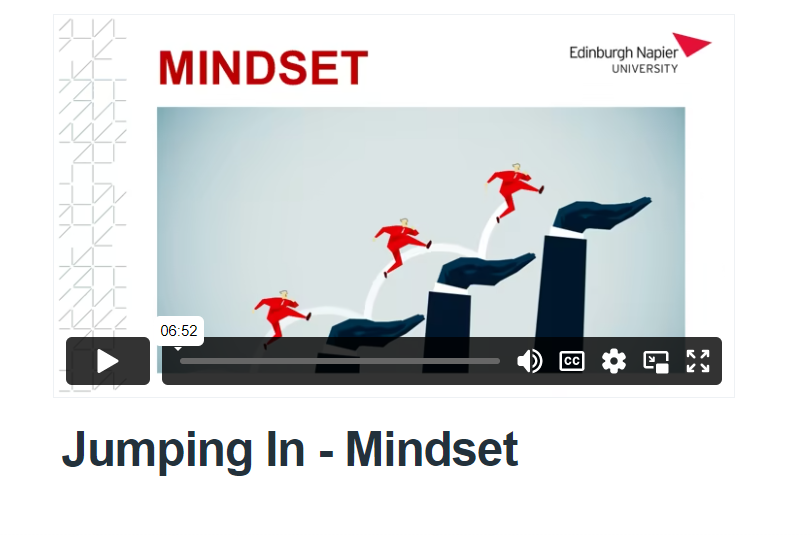 MINDSET
Edinburgh Napier
UNIVERSITY
06:52
CC
Jumping In - Mindset